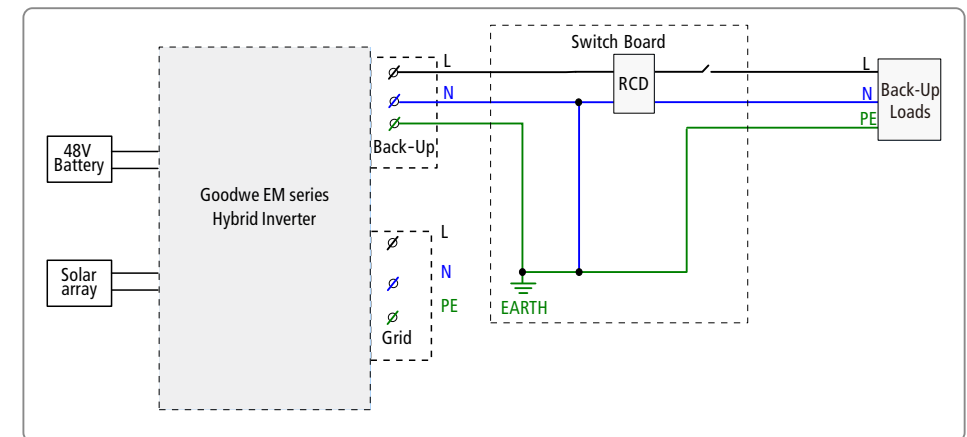 Switch Board
L
N
Back-Up
RCD
L
N
PE
Back-Up
Loads
48V
Battery
Goodwe EM series
Hybrid Inverter
L
N
PE
Grid
Solar
array
EARTH